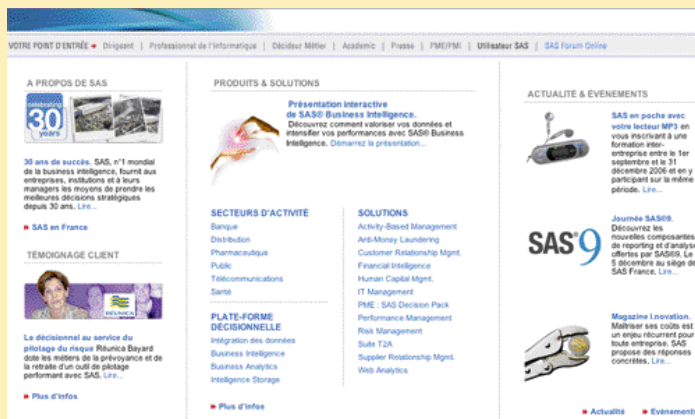 VOTRE POINT D'ENTRÉE → Dirigeant | Professionnel de l'Informatique | Décideur Métier | Academic | Presse | PME/PMI | Utilisateur SAS | SAS Forum Online
A PROPOS DE SAS
celebrating
30
years
30 ans de succès. SAS, n°1 mondial
de la business intelligence, fournit aux
entreprises, institutions et à leurs
managers les moyens de prendre les
meilleures décisions stratégiques
depuis 30 ans. Lire...
SAS en France
TÉMOIGNAGE CLIENT
RÉUNICA
Le décisionnel au service du
pilotage du risque Réunica Bayard
dote les métiers de la prévoyance et de
la retraite d'un outil de pilotage
performant avec SAS. Lire...
Plus d'infos
PRODUITS & SOLUTIONS
Présentation interactive
de SAS® Business Intelligence.
Découvrez comment valoriser vos données et
intensifier vos performances avec SAS® Business
Intelligence. Démarrez la présentation...
SECTEURS D'ACTIVITÉ
Banque
Distribution
Pharmaceutique
Public
Télécommunications
Santé
PLATE-FORME
DÉCISIONNELLE
Intégration des données
Business Intelligence
Business Analytics
Intelligence Storage
Plus d'infos
SOLUTIONS
Activity-Based Management
Anti-Money Laundering
Customer Relationship Mgmt
Financial Intelligence
Human Capital Mgmt.
IT Management
PME : SAS Decision Pack
Performance Management
Risk Management
Suite T2A
Supplier Relationship Mgmt.
Web Analytics
ACTUALITÉ & ÉVÈNEMENTS
SAS en poche avec
votre lecteur MP3 en
vous inscrivant à une
formation inter-
entreprise entre le 1er
septembre et le 31
décembre 2006 et en y
participant sur la même
période. Lire...
SAS®9
Journée SAS®9.
Découvrez les
nouvelles composantes
de reporting et d'analyse
offertes par SAS®9. Le
5 décembre au siège de
SAS France. Lire...
Magazine I.novation.
Maîtriser ses coûts est
un enjeu récurrent pour
toute entreprise. SAS
propose des réponses
concrètes. Lire...
Actualité
Evènements